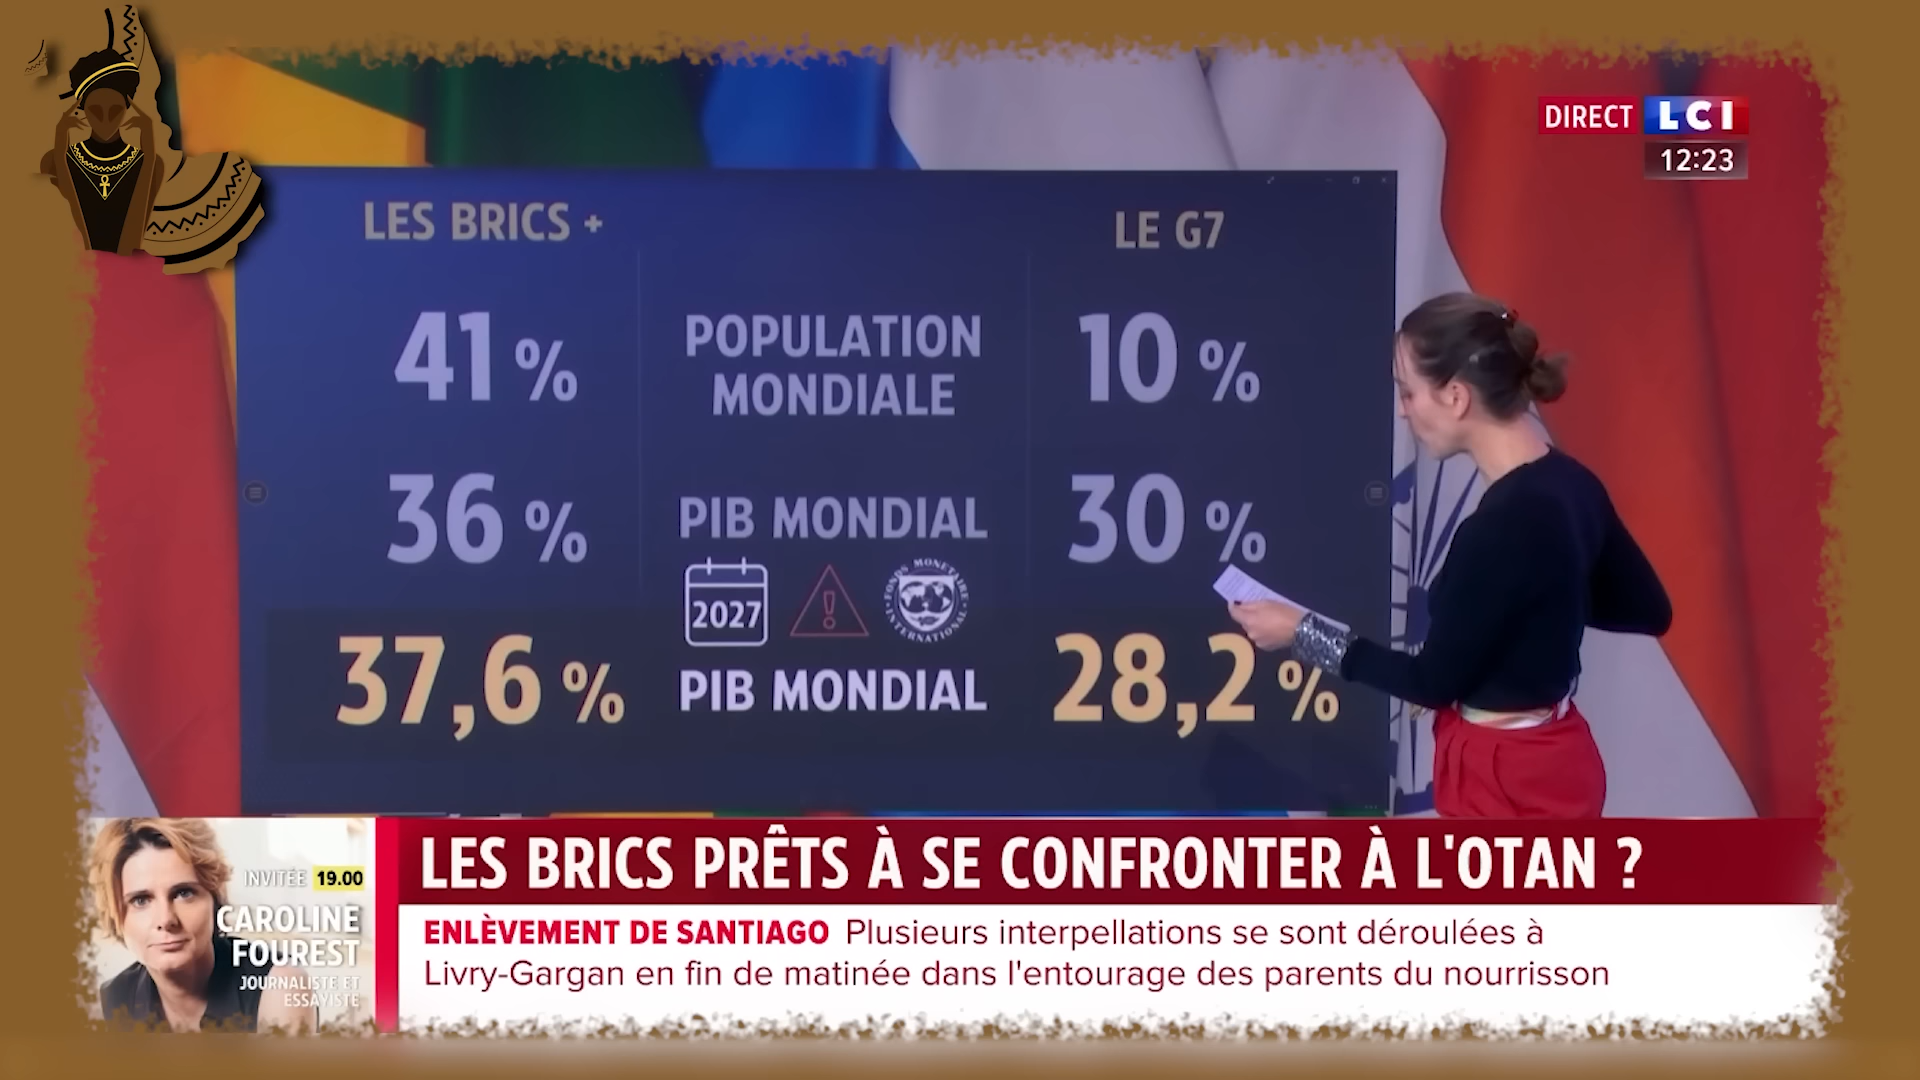 DIRECT LCI
12:23
LES BRICS +
LE G7
41 %
POPULATION
MONDIALE
10 %
36 %
PIB MONDIAL
30 %
2027
FONDS MONÉTAIRE INTERNATIONAL
37,6 %
PIB MONDIAL
28,2 %
INVITÉE 19.00
CAROLINE
FOUREST
JOURNALISTE ET
ESSAYISTE
LES BRICS PRÊTS À SE CONFRONTER À L'OTAN ?
ENLÈVEMENT DE SANTIAGO Plusieurs interpellations se sont déroulées à
Livry-Gargan en fin de matinée dans l'entourage des parents du nourrisson